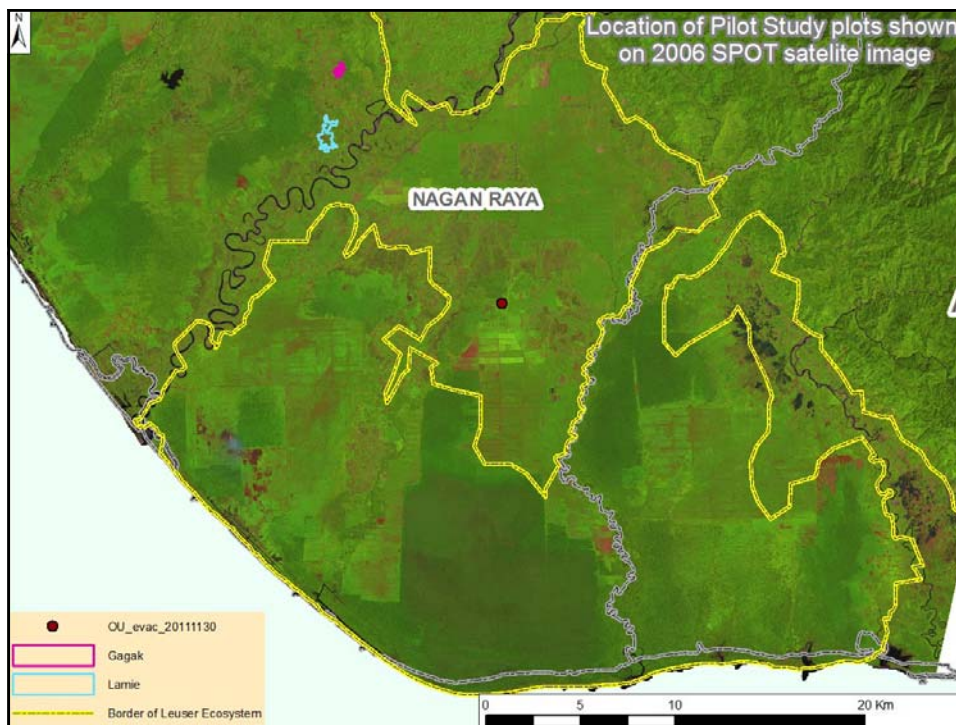 N
Location of Pilot Study plots shown
on 2006 SPOT satelite image
NAGAN RAYA
OU_evac_20111130
Gagak
Lamie
Border of Leuser Ecosystem
0 5 10 20 Km